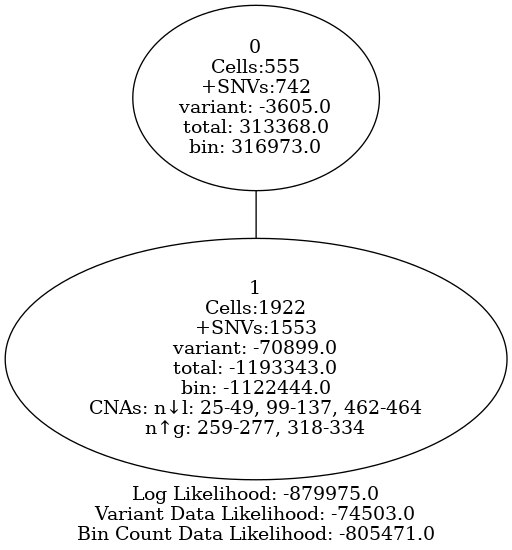 0
Cells:555
+SNVs:742
variant: -3605.0
total: 313368.0
bin: 316973.0
1
Cells:1922
+SNVs:1553
variant: -70899.0
total: -1193343.0
bin: -1122444.0
CNAs: n↓l: 25-49, 99-137, 462-464
n↑g: 259-277, 318-334
Log Likelihood: -879975.0
Variant Data Likelihood: -74503.0
Bin Count Data Likelihood: -805471.0